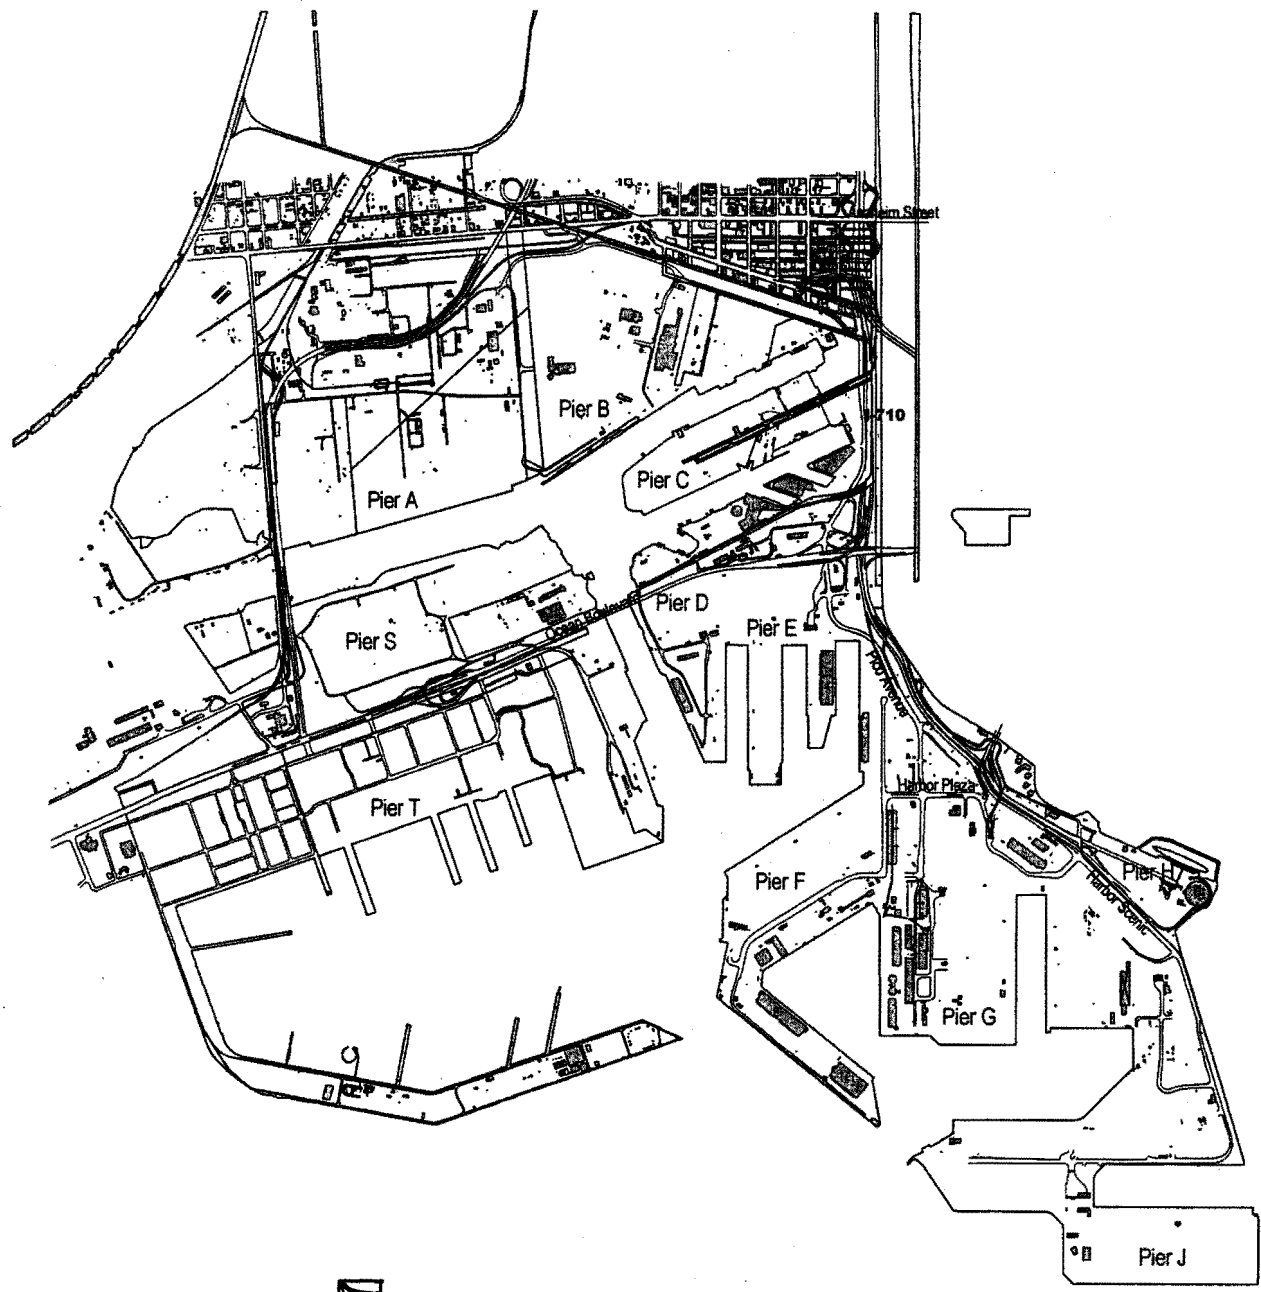 Anaheim Street
I-710
Pier B
Pier C
Pier A
Ocean Boulevard
Pier D
Pier E
Pier S
Pico Avenue
Harbor Plaza
Pier T
Pier F
Pier H
Harbor Scenic
Pier G
Pier J